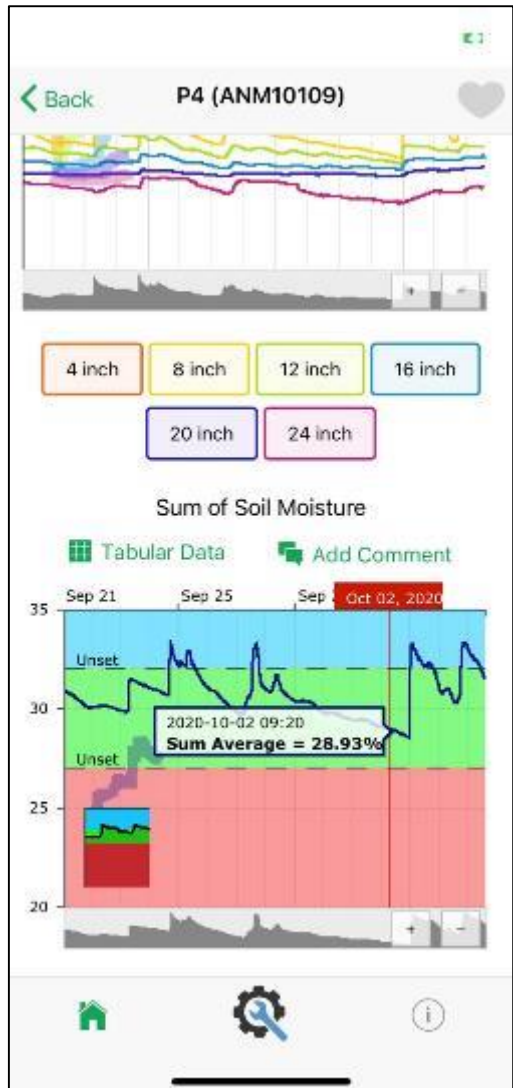 Back
P4 (ANM10109)
+ -
4 inch 8 inch 12 inch 16 inch
20 inch 24 inch
Sum of Soil Moisture
Tabular Data Add Comment
Sep 21 Sep 25 Sep Oct 02, 2020
35
Unset
30
2020-10-02 09:20
Sum Average = 28.93%
Unset
25
20
+ -
i